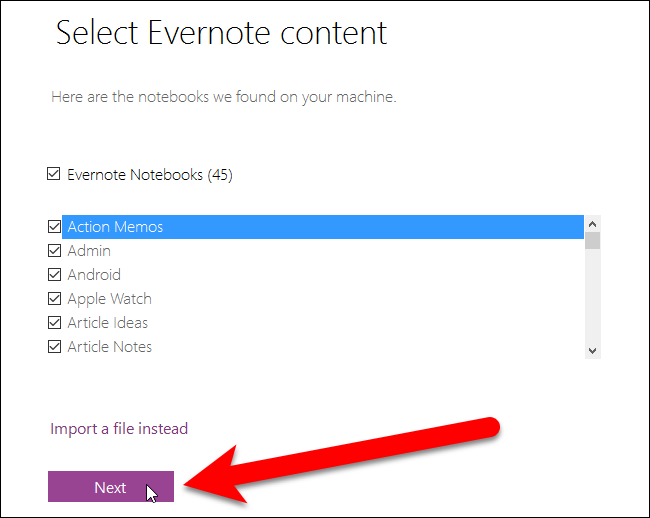 Select Evernote content
Here are the notebooks we found on your machine.
Evernote Notebooks (45)
Action Memos
Admin
Android
Apple Watch
Article Ideas
Article Notes
Import a file instead
Next